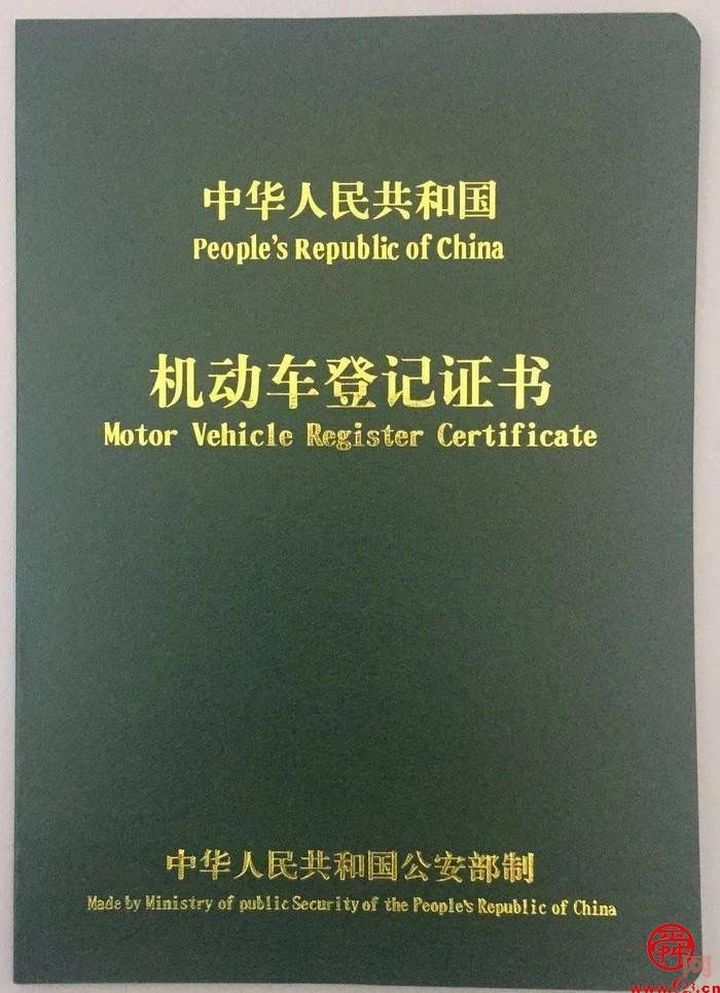 中华人民共和国
People's Republic of China
机动车登记证书
Motor Vehicle Register Certificate
中华人民共和国公安部制
Made by Ministry of public Security of the People's Republic of China
舜网